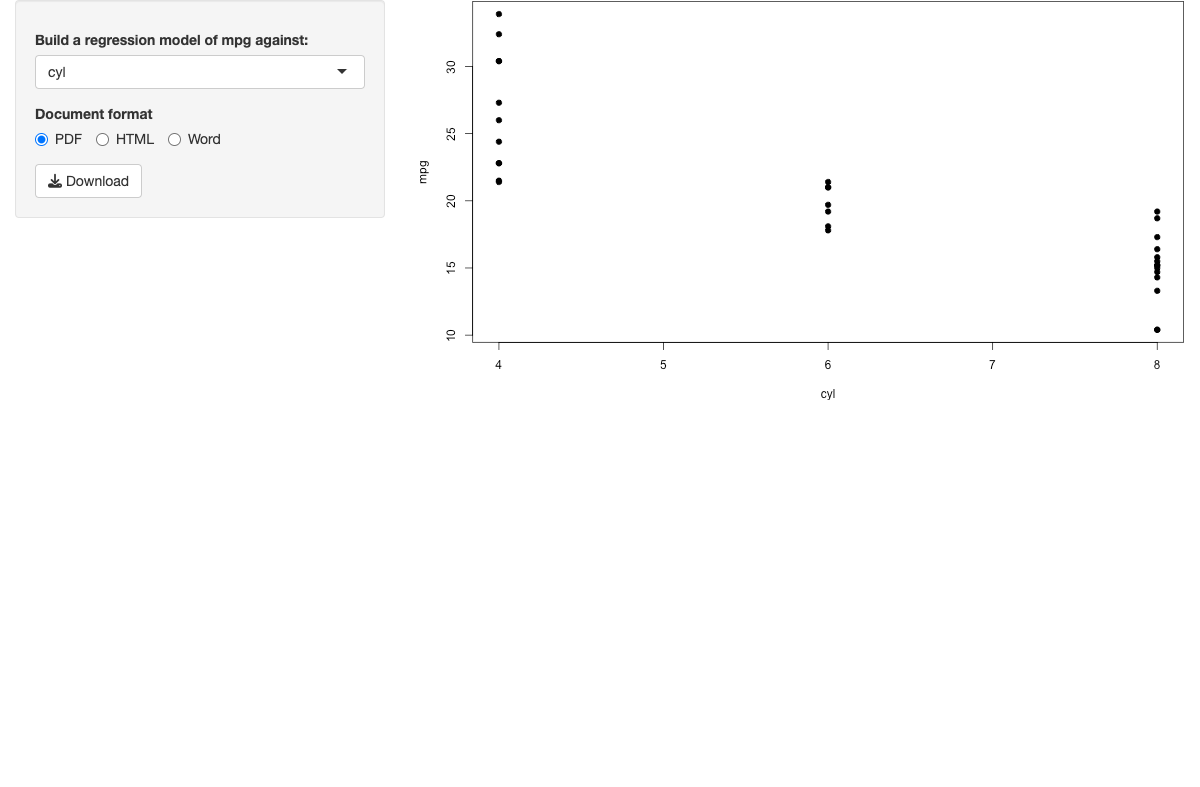 Build a regression model of mpg against:
cyl
Document format
PDF HTML Word
Download
mpg
30
25
20
15
10
4 5 6 7 8
cyl